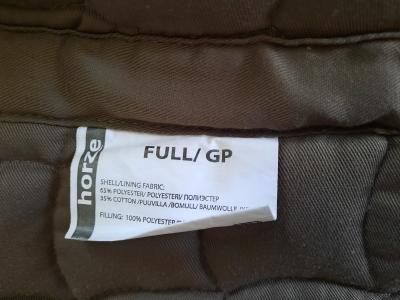 horze
FULL/ GP
SHELL/LINING FABRIC:
65% POLYESTER/ POLYESTERI/ ПОЛИЭСТЕР
35% COTTON /PUUVILLA /BOMULL/ BAUMWOLLE
FILLING: 100% POLYESTER